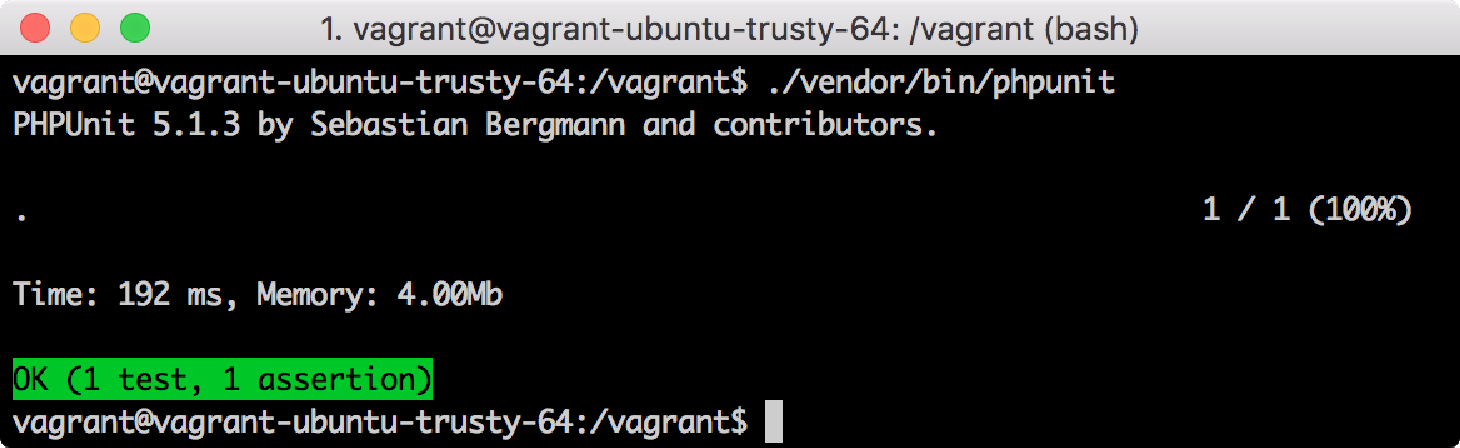 1. vagrant@vagrant-ubuntu-trusty-64: /vagrant (bash)
vagrant@vagrant-ubuntu-trusty-64:/vagrant$ ./vendor/bin/phpunit
PHPUnit 5.1.3 by Sebastian Bergmann and contributors.
. 1 / 1 (100%)
Time: 192 ms, Memory: 4.00Mb
OK (1 test, 1 assertion)
vagrant@vagrant-ubuntu-trusty-64:/vagrant$